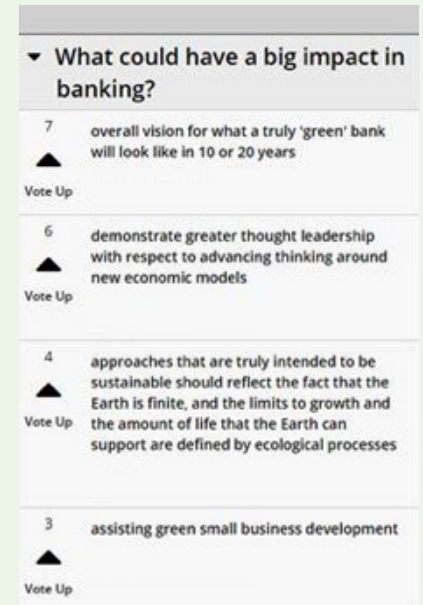 What could have a big impact in
banking?
7
overall vision for what a truly 'green' bank
will look like in 10 or 20 years
Vote Up
6
demonstrate greater thought leadership
with respect to advancing thinking around
new economic models
Vote Up
4
approaches that are truly intended to be
sustainable should reflect the fact that the
Earth is finite, and the limits to growth and
the amount of life that the Earth can
support are defined by ecological processes
Vote Up
3
assisting green small business development
Vote Up